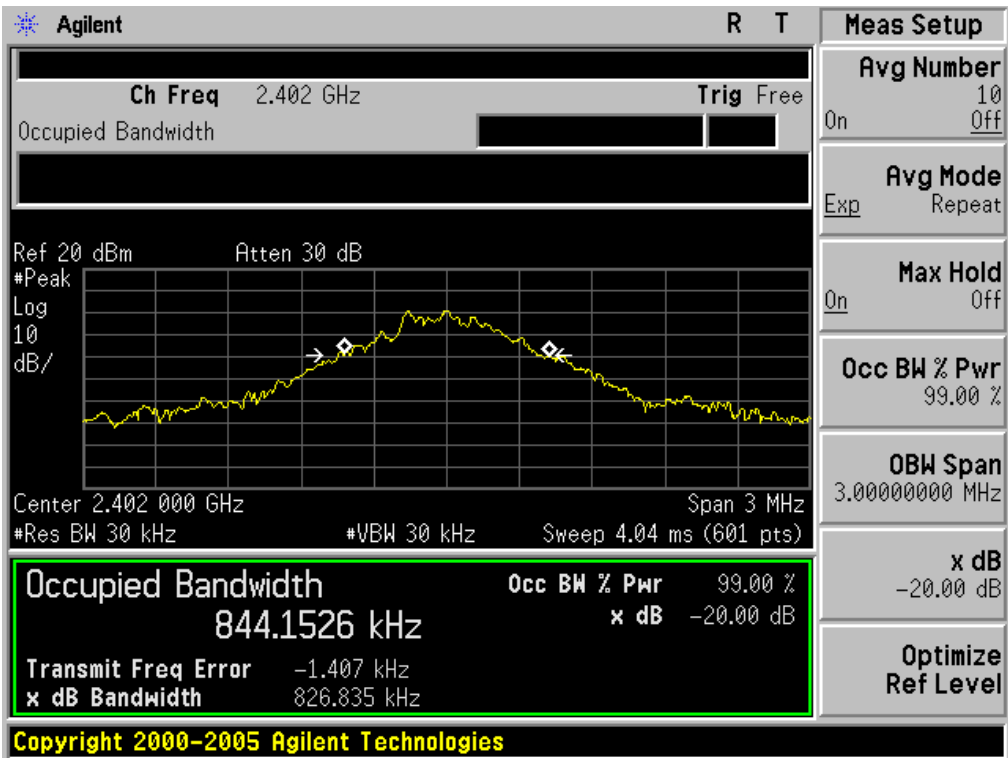 Agilent R T
Meas Setup
Avg Number
10
On Off
Ch Freq 2.402 GHz Trig Free
Occupied Bandwidth
Avg Mode
Exp Repeat
Ref 20 dBm Atten 30 dB
#Peak
Log
10
dB/
Max Hold
On Off
Occ BW % Pwr
99.00 %
OBW Span
3.00000000 MHz
Center 2.402 000 GHz Span 3 MHz
#Res BW 30 kHz #VBW 30 kHz Sweep 4.04 ms (601 pts)
x dB
-20.00 dB
Occupied Bandwidth Occ BW % Pwr 99.00 %
844.1526 kHz x dB -20.00 dB
Transmit Freq Error -1.407 kHz
x dB Bandwidth 826.835 kHz
Optimize
Ref Level
Copyright 2000-2005 Agilent Technologies